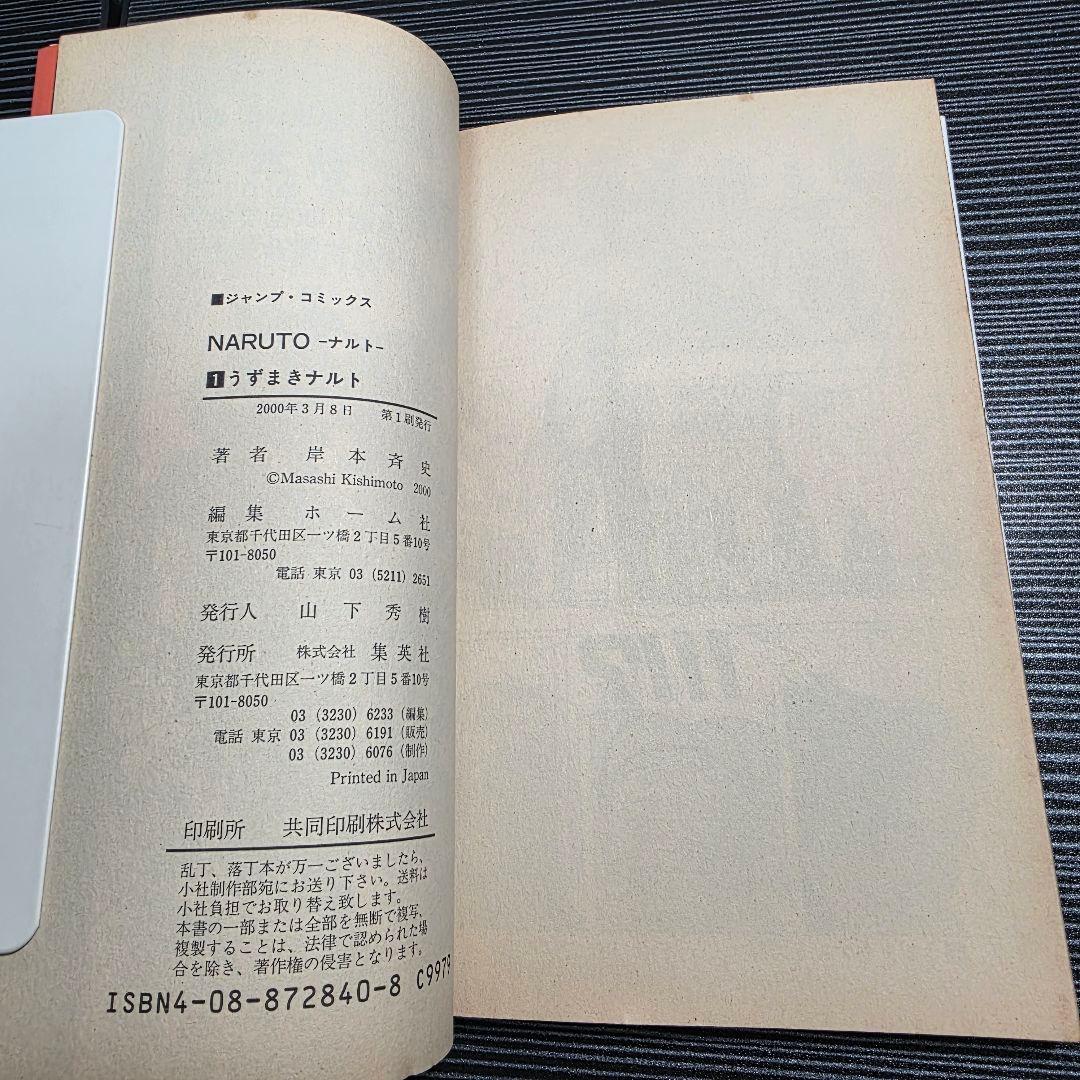 ■ジャンプ・コミックス
NARUTO -ナルト-
1うずまきナルト
2000年3月8日 第1刷発行
著者 岸本斉史
©Masashi Kishimoto 2000
編集 ホーム社
東京都千代田区一ツ橋2丁目5番10号
〒101-8050
電話 東京 03 (5211) 2651
発行人 山下秀樹
発行所 株式会社 集英社
東京都千代田区一ツ橋2丁目5番10号
〒101-8050
03 (3230) 6233 (編集)
電話 東京 03 (3230) 6191 (販売)
03 (3230) 6076 (制作)
Printed in Japan
印刷所 共同印刷株式会社
乱丁、落丁本が万一ございましたら、
小社制作部宛にお送り下さい。送料は
小社負担でお取り替え致します。
本書の一部または全部を無断で複写、
複製することは、法律で認められた場
合を除き、著作権の侵害となります。
ISBN4-08-872840-8 C9979